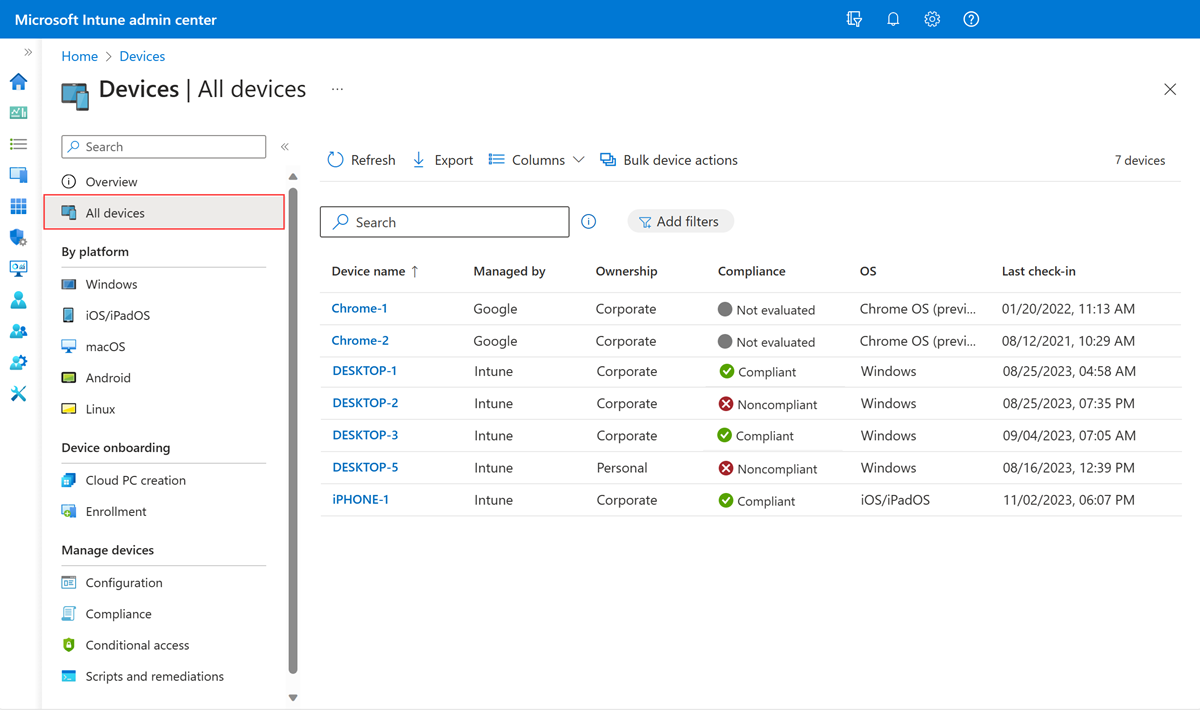 Microsoft Intune admin center
Home > Devices
Devices | All devices ...
Search
Overview
All devices
By platform
Windows
iOS/iPadOS
macOS
Android
Linux
Device onboarding
Cloud PC creation
Enrollment
Manage devices
Configuration
Compliance
Conditional access
Scripts and remediations
Refresh Export Columns Bulk device actions 7 devices
Search Add filters
Device name ↑ Managed by Ownership Compliance OS Last check-in
Chrome-1 Google Corporate Not evaluated Chrome OS (previ... 01/20/2022, 11:13 AM
Chrome-2 Google Corporate Not evaluated Chrome OS (previ... 08/12/2021, 10:29 AM
DESKTOP-1 Intune Corporate Compliant Windows 08/25/2023, 04:58 AM
DESKTOP-2 Intune Corporate Noncompliant Windows 08/25/2023, 07:35 PM
DESKTOP-3 Intune Corporate Compliant Windows 09/04/2023, 07:05 AM
DESKTOP-5 Intune Personal Noncompliant Windows 08/16/2023, 12:39 PM
iPHONE-1 Intune Corporate Compliant iOS/iPadOS 11/02/2023, 06:07 PM